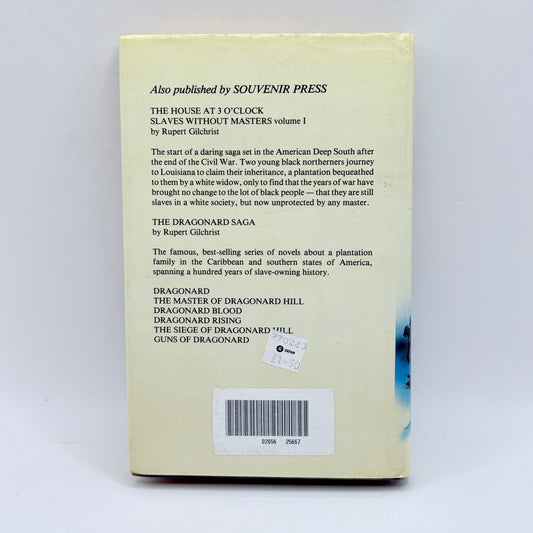 Also published by SOUVENIR PRESS
THE HOUSE AT 3 O'CLOCK
SLAVES WITHOUT MASTERS volume I
by Rupert Gilchrist
The start of a daring saga set in the American Deep South after
the end of the Civil War. Two young black northerners journey
to Louisiana to claim their inheritance, a plantation bequeathed
to them by a white widow, only to find that the years of war have
brought no change to the lot of black people — that they are still
slaves in a white society, but now unprotected by any master.
THE DRAGONARD SAGA
by Rupert Gilchrist
The famous, best-selling series of novels about a plantation
family in the Caribbean and southern states of America,
spanning a hundred years of slave-owning history.
DRAGONARD
THE MASTER OF DRAGONARD HILL
DRAGONARD BLOOD
DRAGONARD RISING
THE SIEGE OF DRAGONARD HILL
GUNS OF DRAGONARD
OXFAM
£1-50
02056 25667